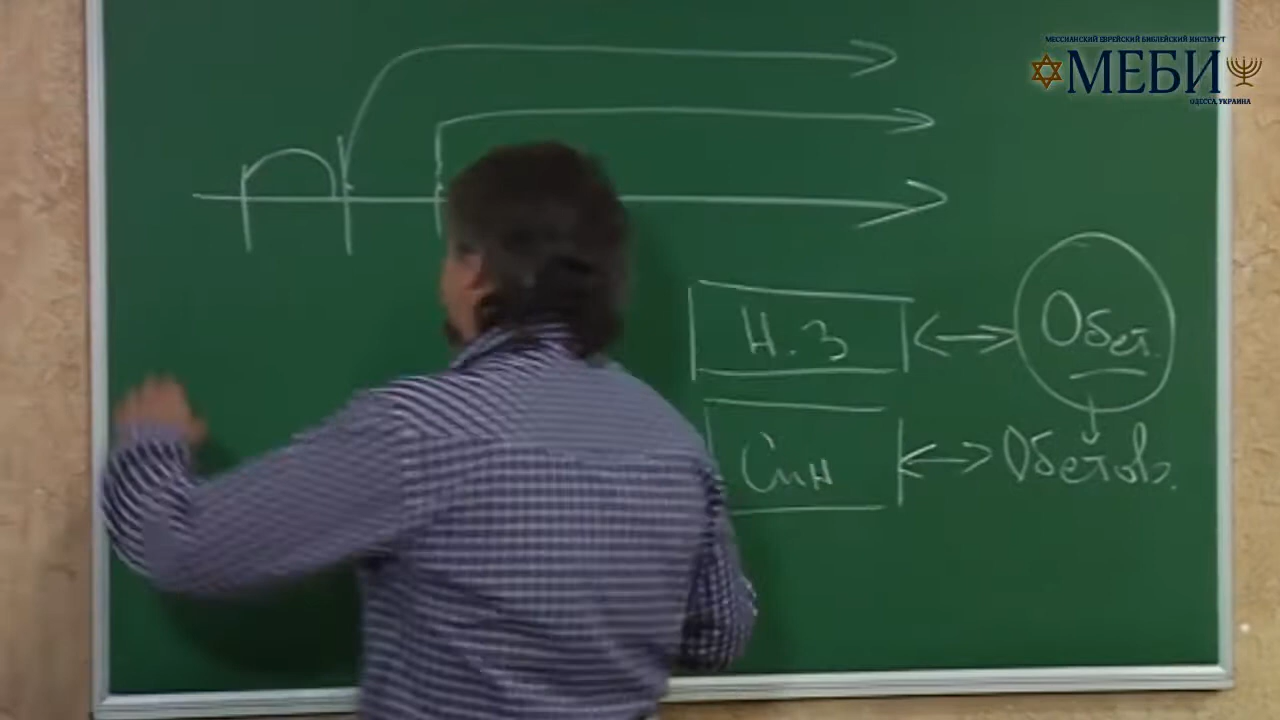 МЕССИАНСКИЙ ЕВРЕЙСКИЙ БИБЛЕЙСКИЙ ИНСТИТУТ
МЕБИ
ОДЕССА, УКРАИНА
Н.З
Обет.
Син
Обетов.